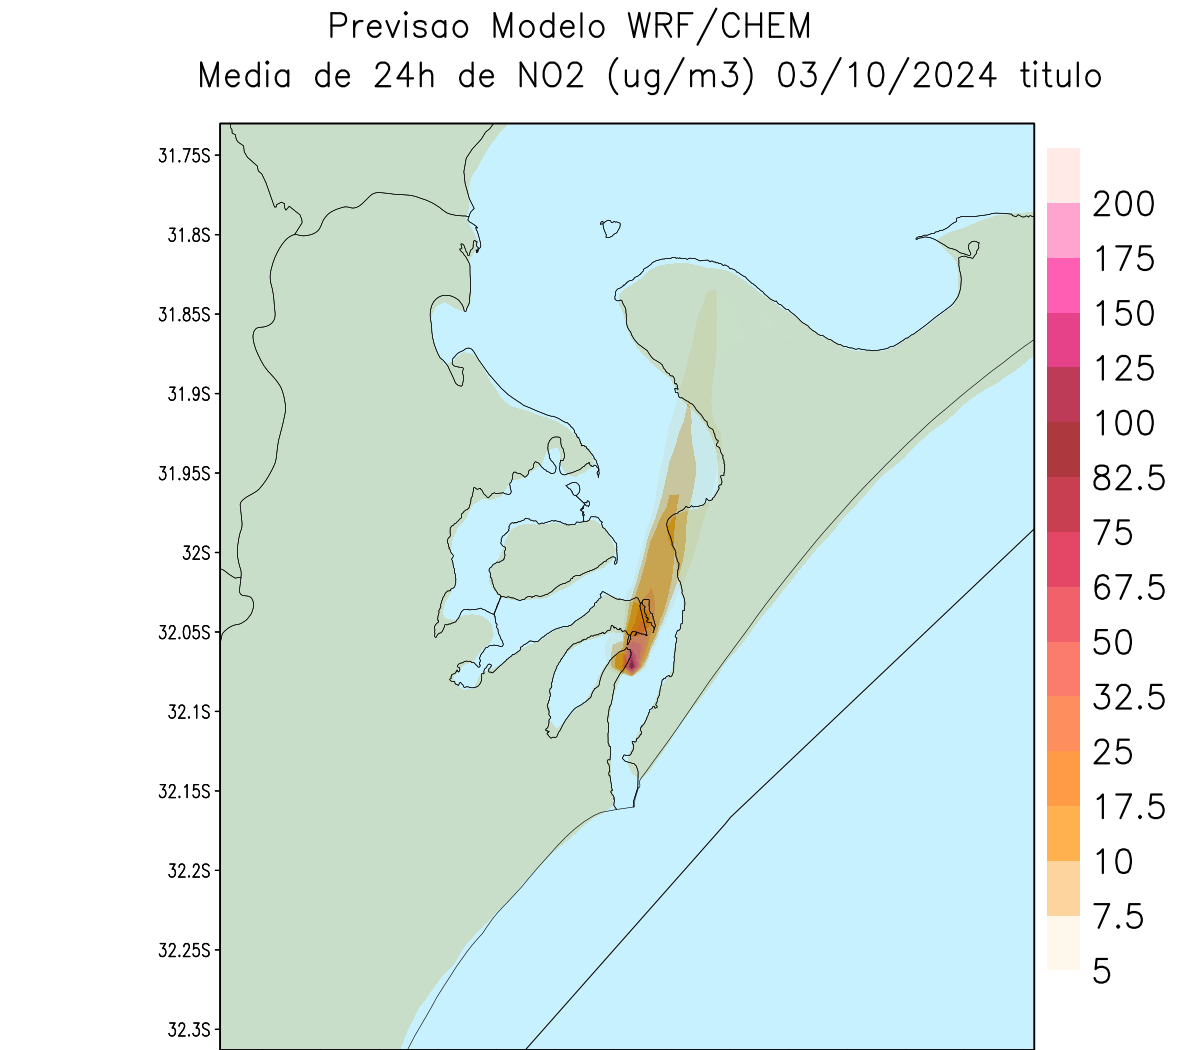 Previsao Modelo WRF/CHEM
Media de 24h de NO2 (ug/m3) 03/10/2024 titulo
31.75S
31.8S
31.85S
31.9S
31.95S
32S
32.05S
32.1S
32.15S
32.2S
32.25S
32.3S
200
175
150
125
100
82.5
75
67.5
50
32.5
25
17.5
10
7.5
5